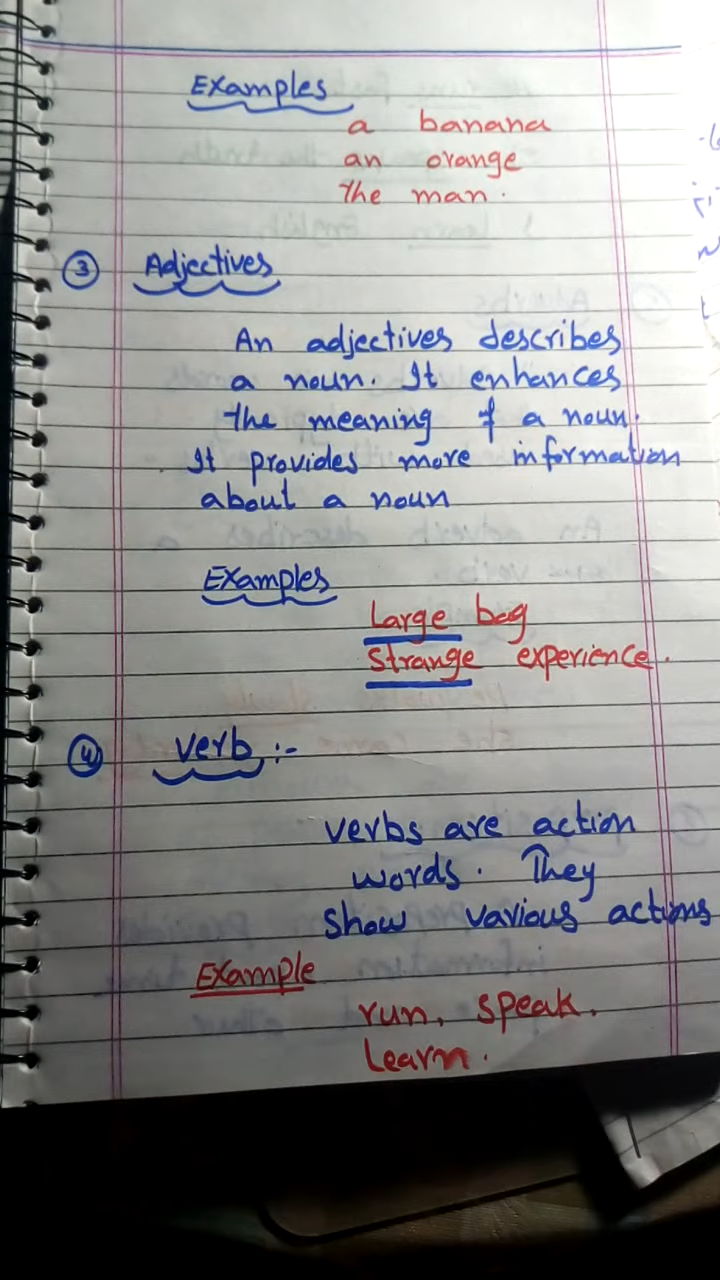 Examples
a banana
an orange
the man.
3 Adjectives
An adjectives describes
a noun. It enhances
the meaning of a noun.
It provides more information
about a noun
Examples
Large bag
Strange experience.
4 verb :-
verbs are action
words. They
show various actions
Example
run, speak.
Learn.